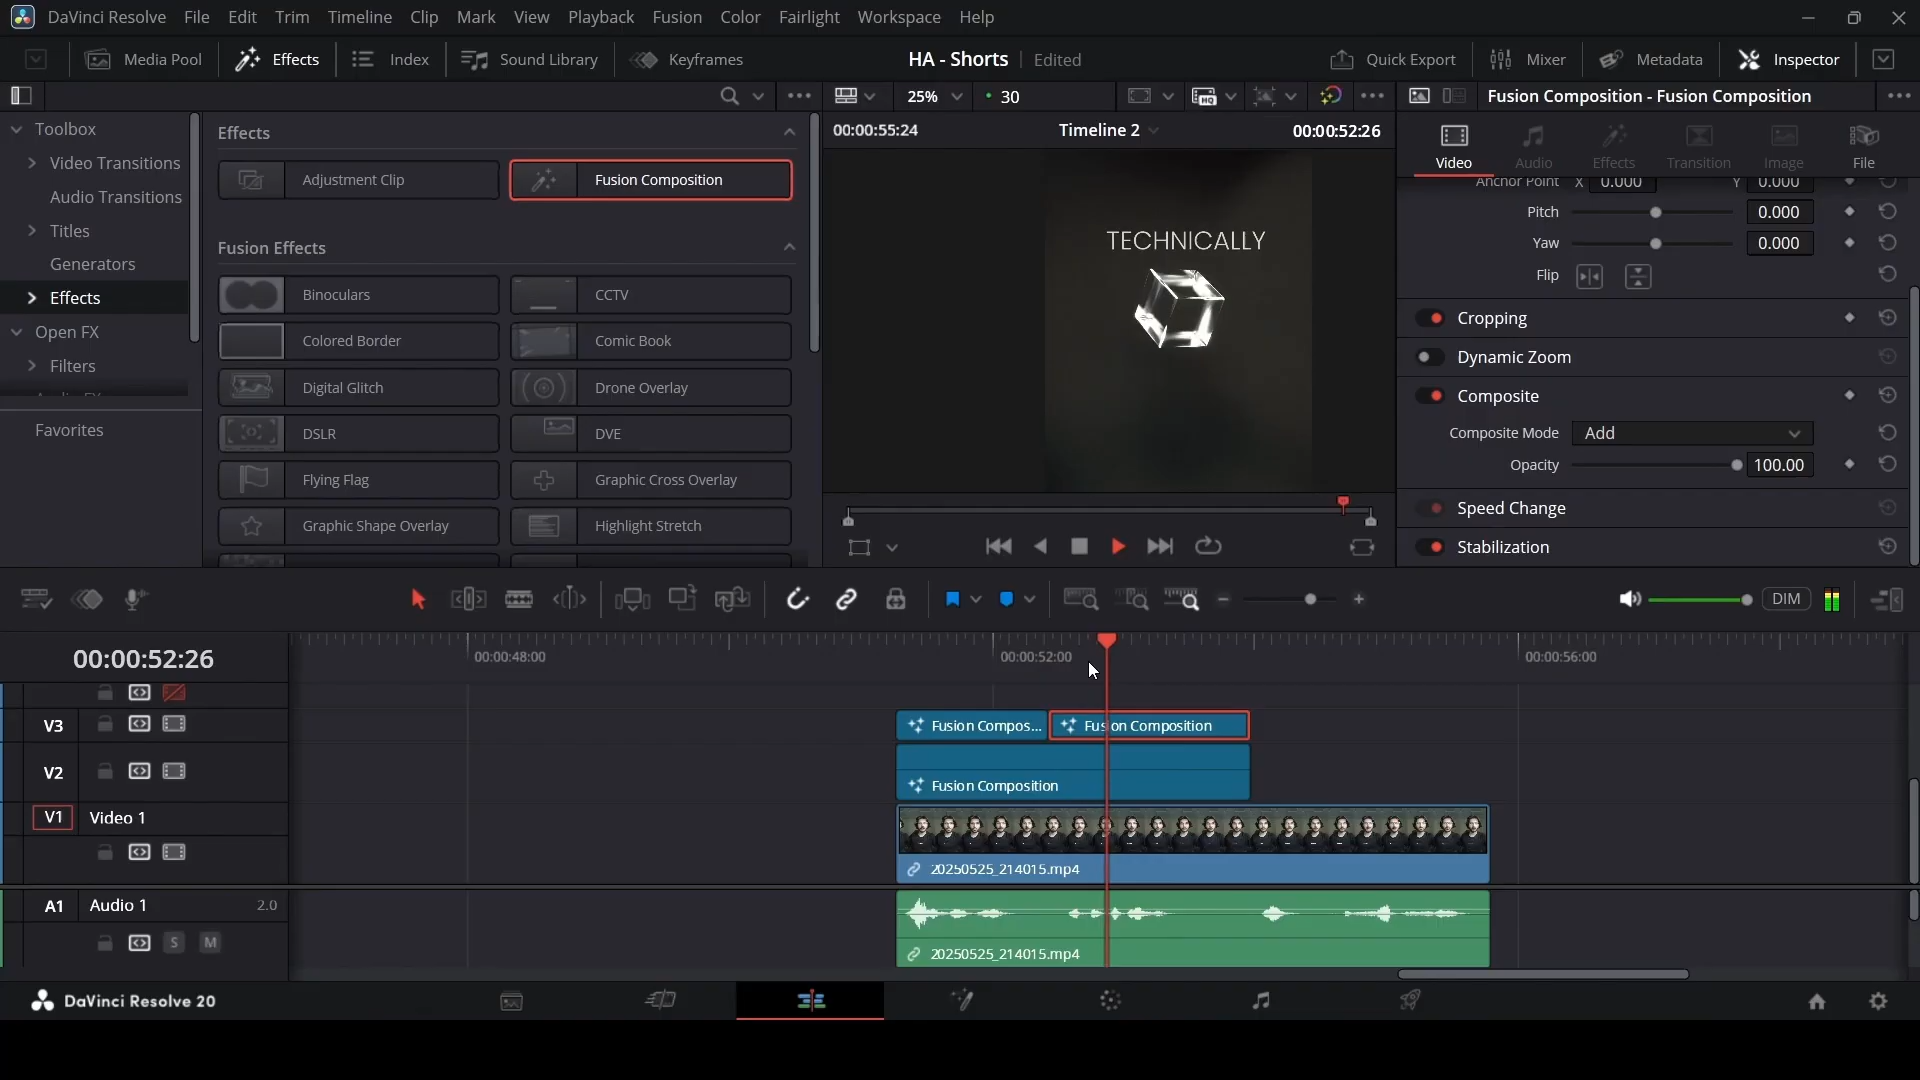 DaVinci Resolve File Edit Trim Timeline Clip Mark View Playback Fusion Color Fairlight Workspace Help
Media Pool Effects Index Sound Library Keyframes HA - Shorts Edited Quick Export Mixer Metadata Inspector
25% 30 HQ Fusion Composition - Fusion Composition
Toolbox
Video Transitions
Audio Transitions
Titles
Generators
Effects
Open FX
Filters
Favorites
Effects
Adjustment Clip Fusion Composition
Fusion Effects
Binoculars CCTV
Colored Border Comic Book
Digital Glitch Drone Overlay
DSLR DVE
Flying Flag Graphic Cross Overlay
Graphic Shape Overlay Highlight Stretch
00:00:55:24 Timeline 2 00:00:52:26
TECHNICALLY
Video Audio Effects Transition Image File
Anchor Point X 0.000 Y 0.000
Pitch 0.000
Yaw 0.000
Flip
Cropping
Dynamic Zoom
Composite
Composite Mode Add
Opacity 100.00
Speed Change
Stabilization
DIM
00:00:52:26 00:00:48:00 00:00:52:00 00:00:56:00
V3 Fusion Compos... Fusion Composition
V2 Fusion Composition
V1 Video 1
20250525_214015.mp4
A1 Audio 1 2.0
S M
20250525_214015.mp4
DaVinci Resolve 20